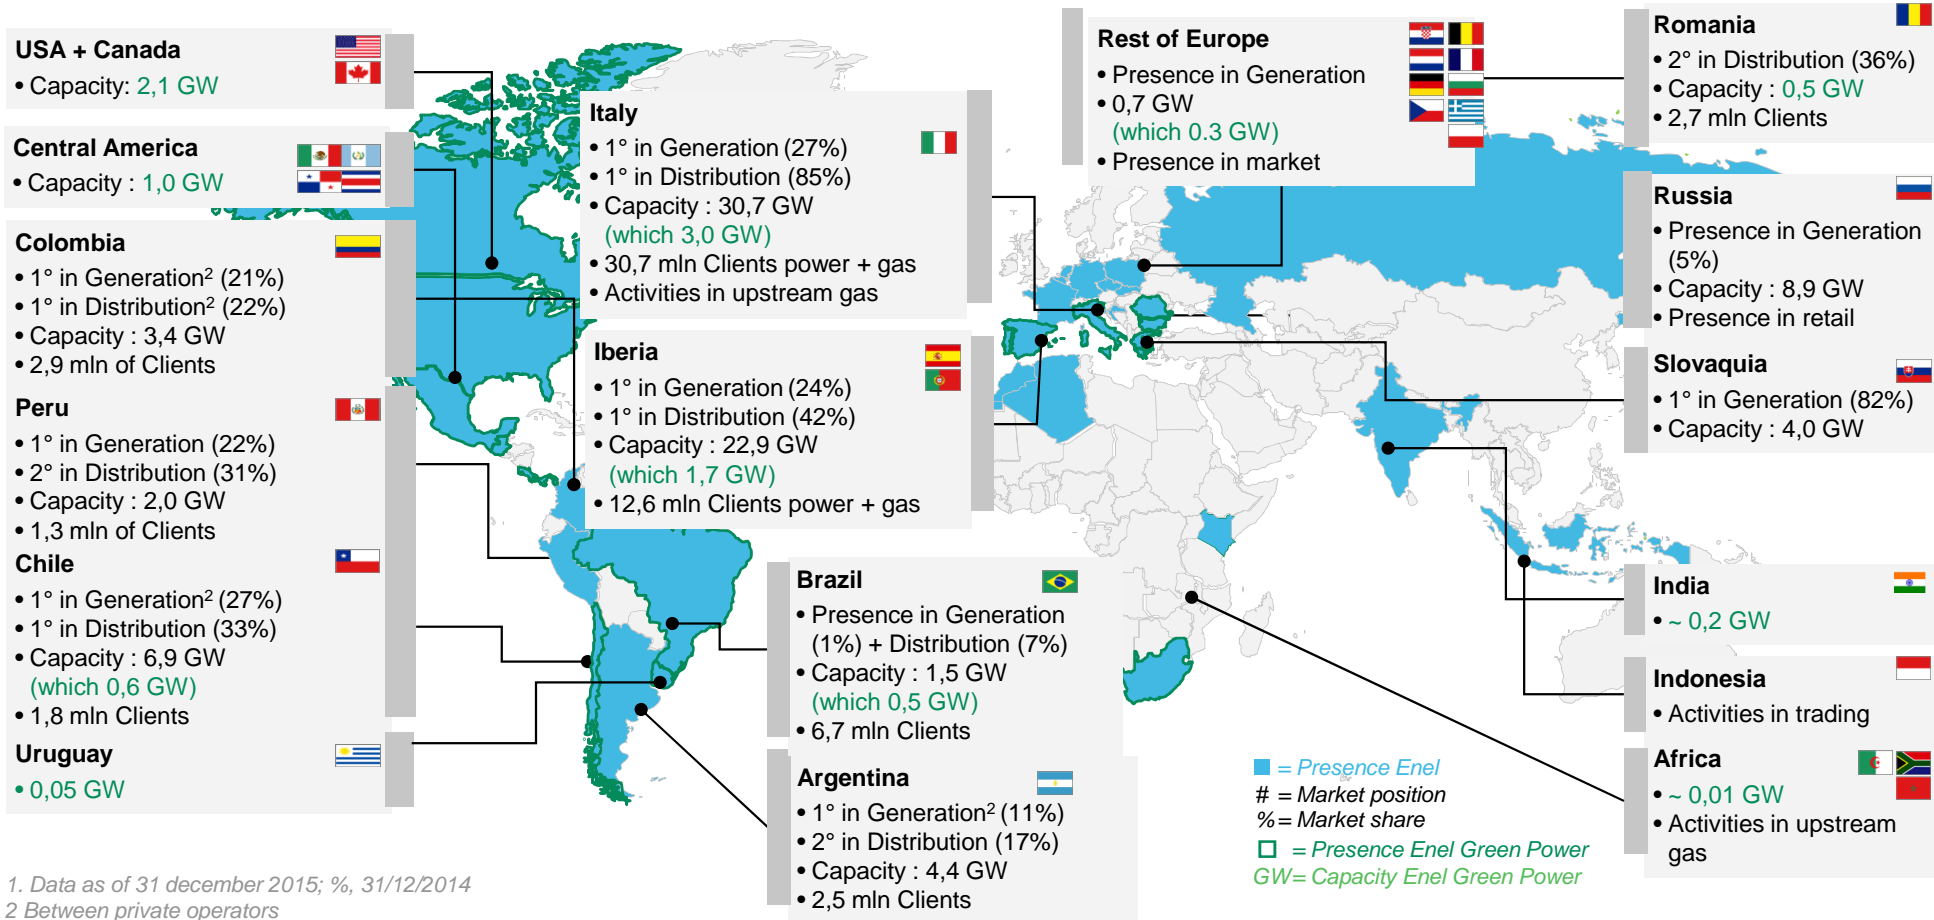 USA + Canada
• Capacity: 2,1 GW
Central America
• Capacity : 1,0 GW
Colombia
• 1° in Generation² (21%)
• 1° in Distribution² (22%)
• Capacity : 3,4 GW
• 2,9 mln of Clients
Peru
• 1° in Generation (22%)
• 2° in Distribution (31%)
• Capacity : 2,0 GW
• 1,3 mln of Clients
Chile
• 1° in Generation² (27%)
• 1° in Distribution (33%)
• Capacity : 6,9 GW
(which 0,6 GW)
• 1,8 mln Clients
Uruguay
• 0,05 GW
Italy
• 1° in Generation (27%)
• 1° in Distribution (85%)
• Capacity : 30,7 GW
(which 3,0 GW)
• 30,7 mln Clients power + gas
• Activities in upstream gas
Iberia
• 1° in Generation (24%)
• 1° in Distribution (42%)
• Capacity : 22,9 GW
(which 1,7 GW)
• 12,6 mln Clients power + gas
Brazil
• Presence in Generation
(1%) + Distribution (7%)
• Capacity : 1,5 GW
(which 0,5 GW)
• 6,7 mln Clients
Argentina
• 1° in Generation² (11%)
• 2° in Distribution (17%)
• Capacity : 4,4 GW
• 2,5 mln Clients
Rest of Europe
• Presence in Generation
• 0,7 GW
(which 0.3 GW)
• Presence in market
Romania
• 2° in Distribution (36%)
• Capacity : 0,5 GW
• 2,7 mln Clients
Russia
• Presence in Generation
(5%)
• Capacity : 8,9 GW
• Presence in retail
Slovaquia
• 1° in Generation (82%)
• Capacity : 4,0 GW
India
• ~ 0,2 GW
Indonesia
• Activities in trading
Africa
• ~ 0,01 GW
• Activities in upstream
gas
= Presence Enel
# = Market position
%= Market share
= Presence Enel Green Power
GW= Capacity Enel Green Power
1. Data as of 31 december 2015; %, 31/12/2014
2 Between private operators